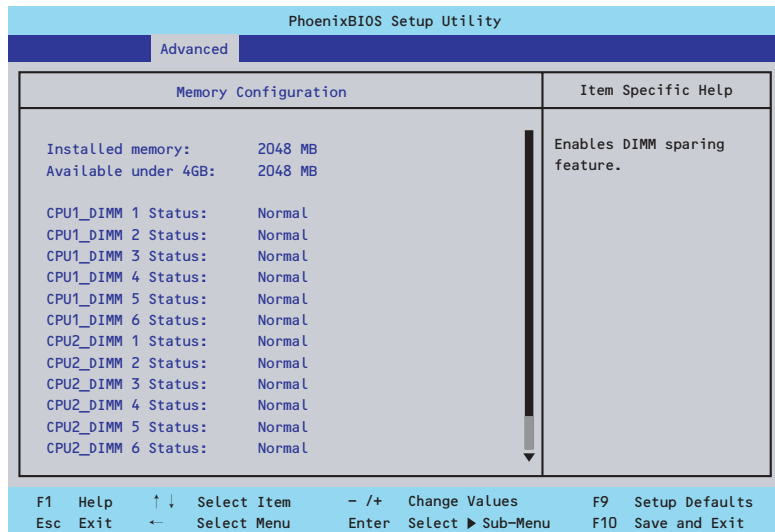 PhoenixBIOS Setup Utility
Advanced
Memory Configuration
Item Specific Help
Installed memory: 2048 MB
Available under 4GB: 2048 MB
CPU1_DIMM 1 Status: Normal
CPU1_DIMM 2 Status: Normal
CPU1_DIMM 3 Status: Normal
CPU1_DIMM 4 Status: Normal
CPU1_DIMM 5 Status: Normal
CPU1_DIMM 6 Status: Normal
CPU2_DIMM 1 Status: Normal
CPU2_DIMM 2 Status: Normal
CPU2_DIMM 3 Status: Normal
CPU2_DIMM 4 Status: Normal
CPU2_DIMM 5 Status: Normal
CPU2_DIMM 6 Status: Normal
Enables DIMM sparing
feature.
F1 Help ↑↓ Select Item – /+ Change Values F9 Setup Defaults
Esc Exit ← Select Menu Enter Select ▶ Sub-Menu F10 Save and Exit